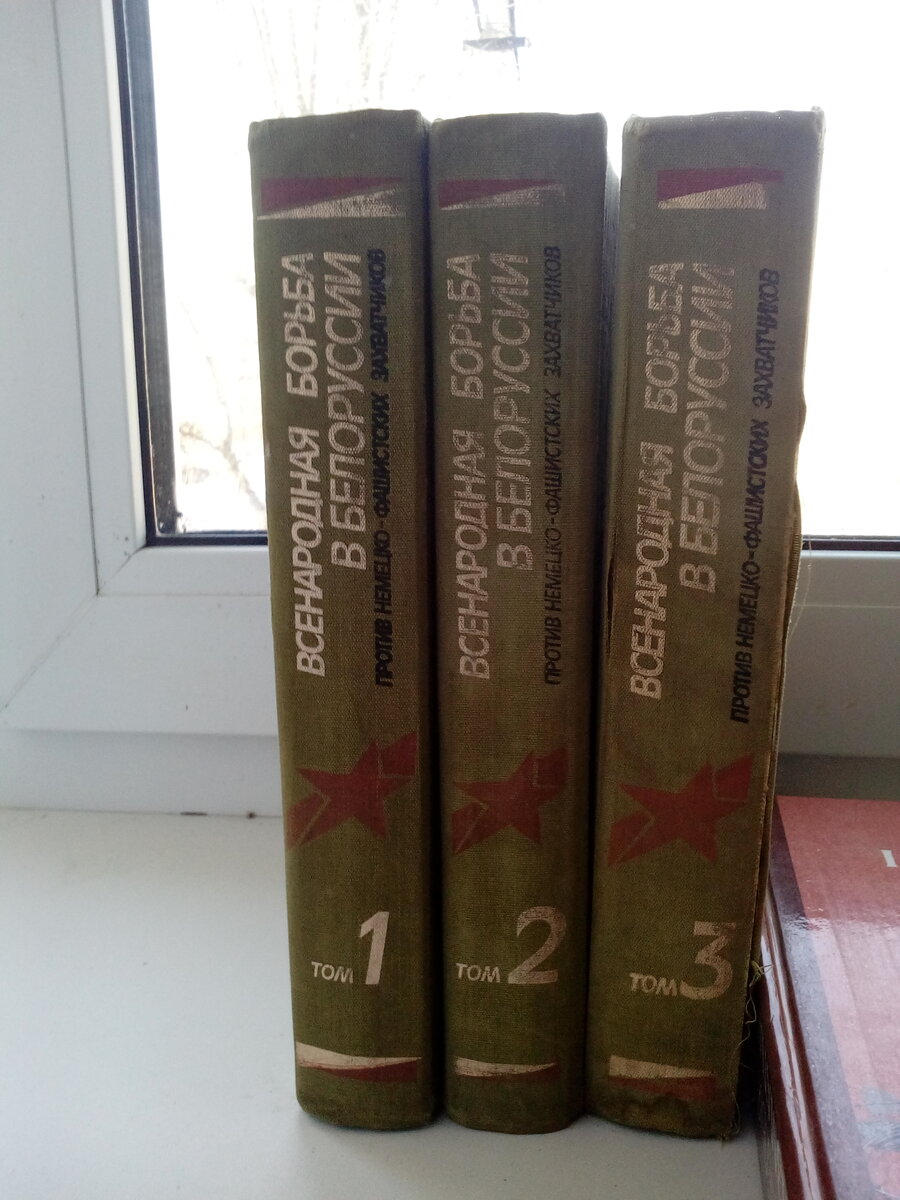 ВСЕНАРОДНАЯ БОРЬБА
В БЕЛОРУССИИ
ПРОТИВ НЕМЕЦКО-ФАШИСТСКИХ ЗАХВАТЧИКОВ
ТОМ 1
ВСЕНАРОДНАЯ БОРЬБА
В БЕЛОРУССИИ
ПРОТИВ НЕМЕЦКО-ФАШИСТСКИХ ЗАХВАТЧИКОВ
ТОМ 2
ВСЕНАРОДНАЯ БОРЬБА
В БЕЛОРУССИИ
ПРОТИВ НЕМЕЦКО-ФАШИСТСКИХ ЗАХВАТЧИКОВ
ТОМ 3